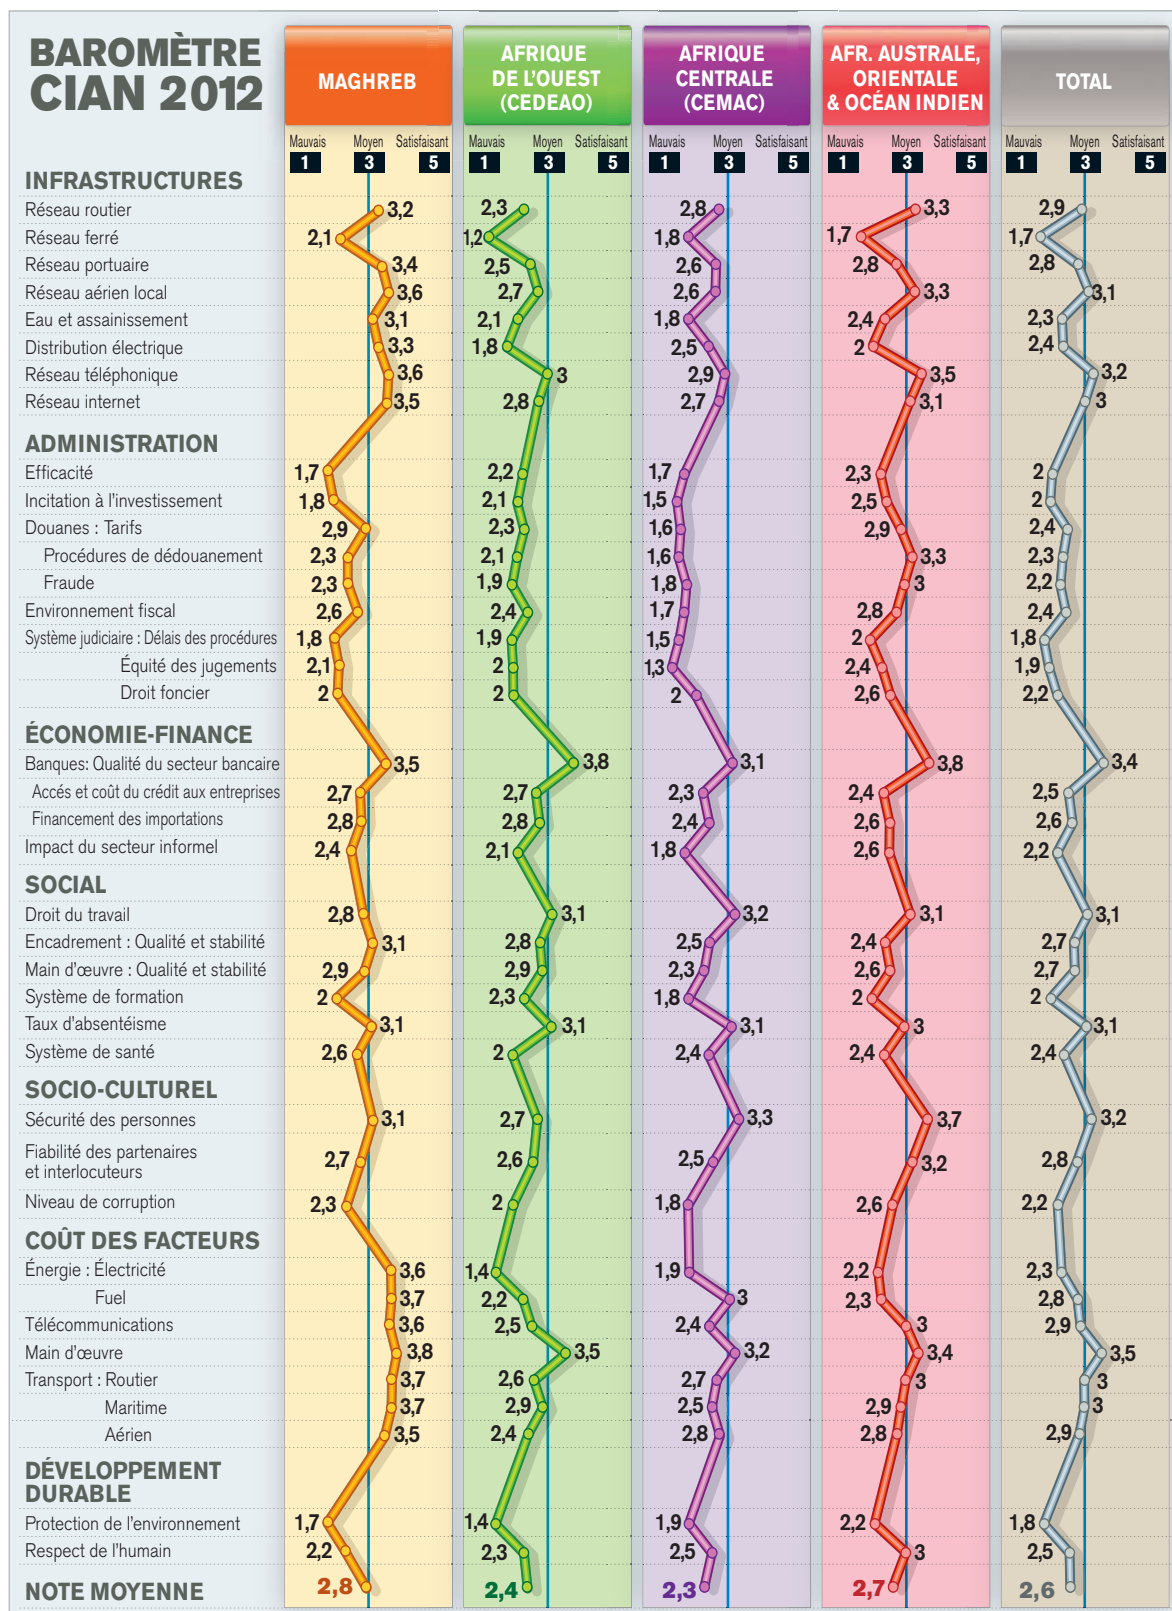 BAROMÈTRE
CIAN 2012
MAGHREB
AFRIQUE
DE L'OUEST
(CEDEAO)
AFRIQUE
CENTRALE
(CEMAC)
AFR. AUSTRALE,
ORIENTALE
& OCÉAN INDIEN
TOTAL
Mauvais Moyen Satisfaisant Mauvais Moyen Satisfaisant Mauvais Moyen Satisfaisant Mauvais Moyen Satisfaisant Mauvais Moyen Satisfaisant
1 3 5 1 3 5 1 3 5 1 3 5 1 3 5
INFRASTRUCTURES
Réseau routier 3,2 2,3 2,8 3,3 2,9
Réseau ferré 2,1 1,2 1,8 1,7 1,7
Réseau portuaire 3,4 2,5 2,6 2,8 2,8
Réseau aérien local 3,6 2,7 2,6 3,3 3,1
Eau et assainissement 3,1 2,1 1,8 2,4 2,3
Distribution électrique 3,3 1,8 2,5 2 2,4
Réseau téléphonique 3,6 3 2,9 3,5 3,2
Réseau internet 3,5 2,8 2,7 3,1 3
ADMINISTRATION
Efficacité 1,7 2,2 1,7 2,3 2
Incitation à l'investissement 1,8 2,1 1,5 2,5 2
Douanes : Tarifs 2,9 2,3 1,6 2,9 2,4
Procédures de dédouanement 2,3 2,1 1,6 3,3 2,3
Fraude 2,3 1,9 1,8 3 2,2
Environnement fiscal 2,6 2,4 1,7 2,8 2,4
Système judiciaire : Délais des procédures 1,8 1,9 1,5 2 1,8
Équité des jugements 2,1 2 1,3 2,4 1,9
Droit foncier 2 2 2 2,6 2,2
ÉCONOMIE-FINANCE
Banques: Qualité du secteur bancaire 3,5 3,8 3,1 3,8 3,4
Accés et coût du crédit aux entreprises 2,7 2,7 2,3 2,4 2,5
Financement des importations 2,8 2,8 2,4 2,6 2,6
Impact du secteur informel 2,4 2,1 1,8 2,6 2,2
SOCIAL
Droit du travail 2,8 3,1 3,2 3,1 3,1
Encadrement : Qualité et stabilité 3,1 2,8 2,5 2,4 2,7
Main d'œuvre : Qualité et stabilité 2,9 2,9 2,3 2,6 2,7
Système de formation 2 2,3 1,8 2 2
Taux d'absentéisme 3,1 3,1 3,1 3 3,1
Système de santé 2,6 2 2,4 2,4 2,4
SOCIO-CULTUREL
Sécurité des personnes 3,1 2,7 3,3 3,7 3,2
Fiabilité des partenaires
et interlocuteurs 2,7 2,6 2,5 3,2 2,8
Niveau de corruption 2,3 2 1,8 2,6 2,2
COÛT DES FACTEURS
Énergie : Électricité 3,6 1,4 1,9 2,2 2,3
Fuel 3,7 2,2 3 2,3 2,8
Télécommunications 3,6 2,5 2,4 3 2,9
Main d'œuvre 3,8 3,5 3,2 3,4 3,5
Transport : Routier 3,7 2,6 2,7 3 3
Maritime 3,7 2,9 2,5 2,9 3
Aérien 3,5 2,4 2,8 2,8 2,9
DÉVELOPPEMENT
DURABLE
Protection de l'environnement 1,7 1,4 1,9 2,2 1,8
Respect de l'humain 2,2 2,3 2,5 3 2,5
NOTE MOYENNE 2,8 2,4 2,3 2,7 2,6